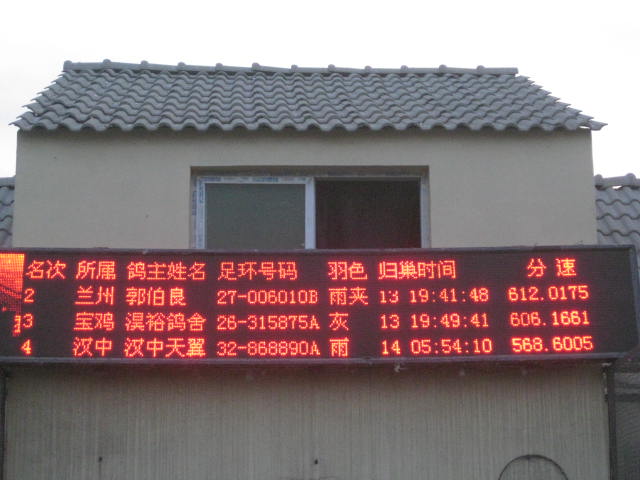 名次 所属 鸽主姓名 足环号码 羽色 归巢时间 分速
2 兰州 郭伯良 27-006010B 雨夹 13 19:41:48 612.0175
3 宝鸡 淏裕鸽舍 26-315875A 灰 13 19:49:41 606.1661
4 汉中 汉中天翼 32-868890A 雨 14 05:54:10 568.6005